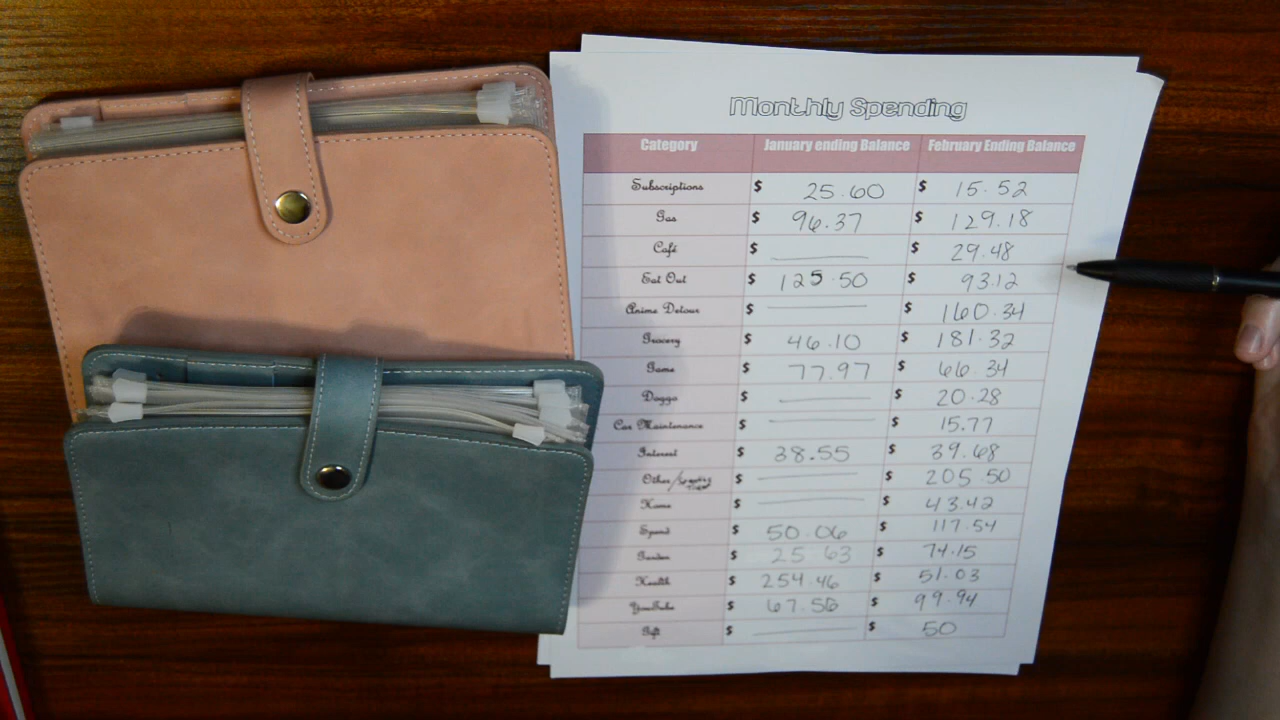 Monthly Spending
Category January ending Balance February Ending Balance
Subscriptions $ 25.60 $ 15.52
Gas $ 96.37 $ 129.18
Café $ $ 29.48
Eat Out $ 125.50 $ 93.12
Anime Detour $ $ 160.34
Grocery $ 46.10 $ 181.32
Game $ 77.97 $ 66.34
Doggo $ $ 20.28
Car Maintenance $ $ 15.77
Interest $ 38.55 $ 39.68
Other/ $ $ 205.50
Home $ $ 43.42
Spend $ 50.06 $ 117.54
Garden $ 25.63 $ 74.15
Health $ 254.46 $ 51.03
YouTube $ 67.56 $ 99.94
Gift $ $ 50